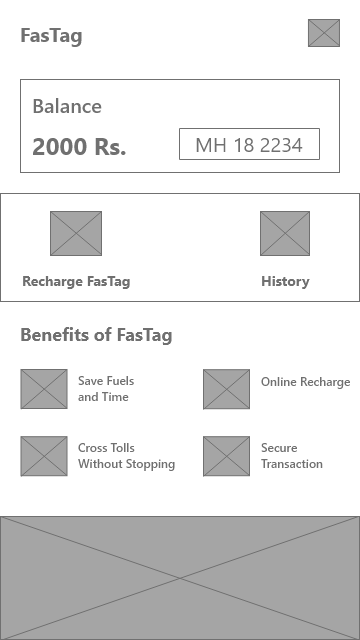 FasTag
Balance
2000 Rs.
MH 18 2234
Recharge FasTag
History
Benefits of FasTag
Save Fuels
and Time
Online Recharge
Cross Tolls
Without Stopping
Secure
Transaction